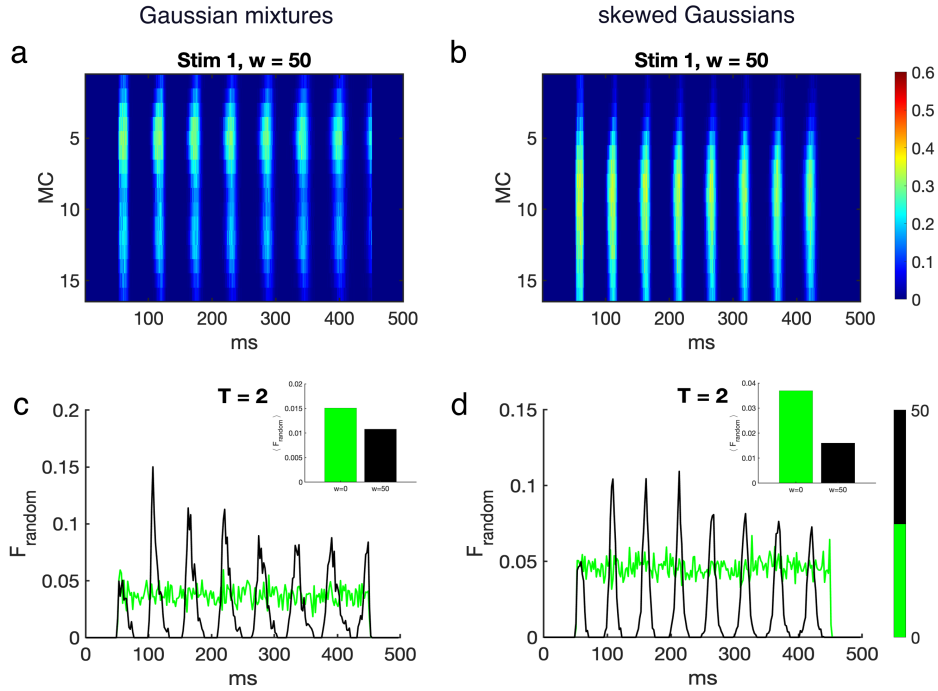 Gaussian mixtures
skewed Gaussians
a
Stim 1, w = 50
MC
5
10
15
100 200 300 400 500
ms
b
Stim 1, w = 50
MC
5
10
15
100 200 300 400 500
ms
0.6
0.5
0.4
0.3
0.2
0.1
0
c
T = 2
F random
0.2
0.15
0.1
0.05
0
0 100 200 300 400 500
ms
⟨ F random ⟩
0.02
0.015
0.01
0.005
0
w=0 w=50
d
T = 2
F random
0.15
0.1
0.05
0
0 100 200 300 400 500
ms
⟨ F random ⟩
0.04
0.03
0.02
0.01
0
w=0 w=50
50
0